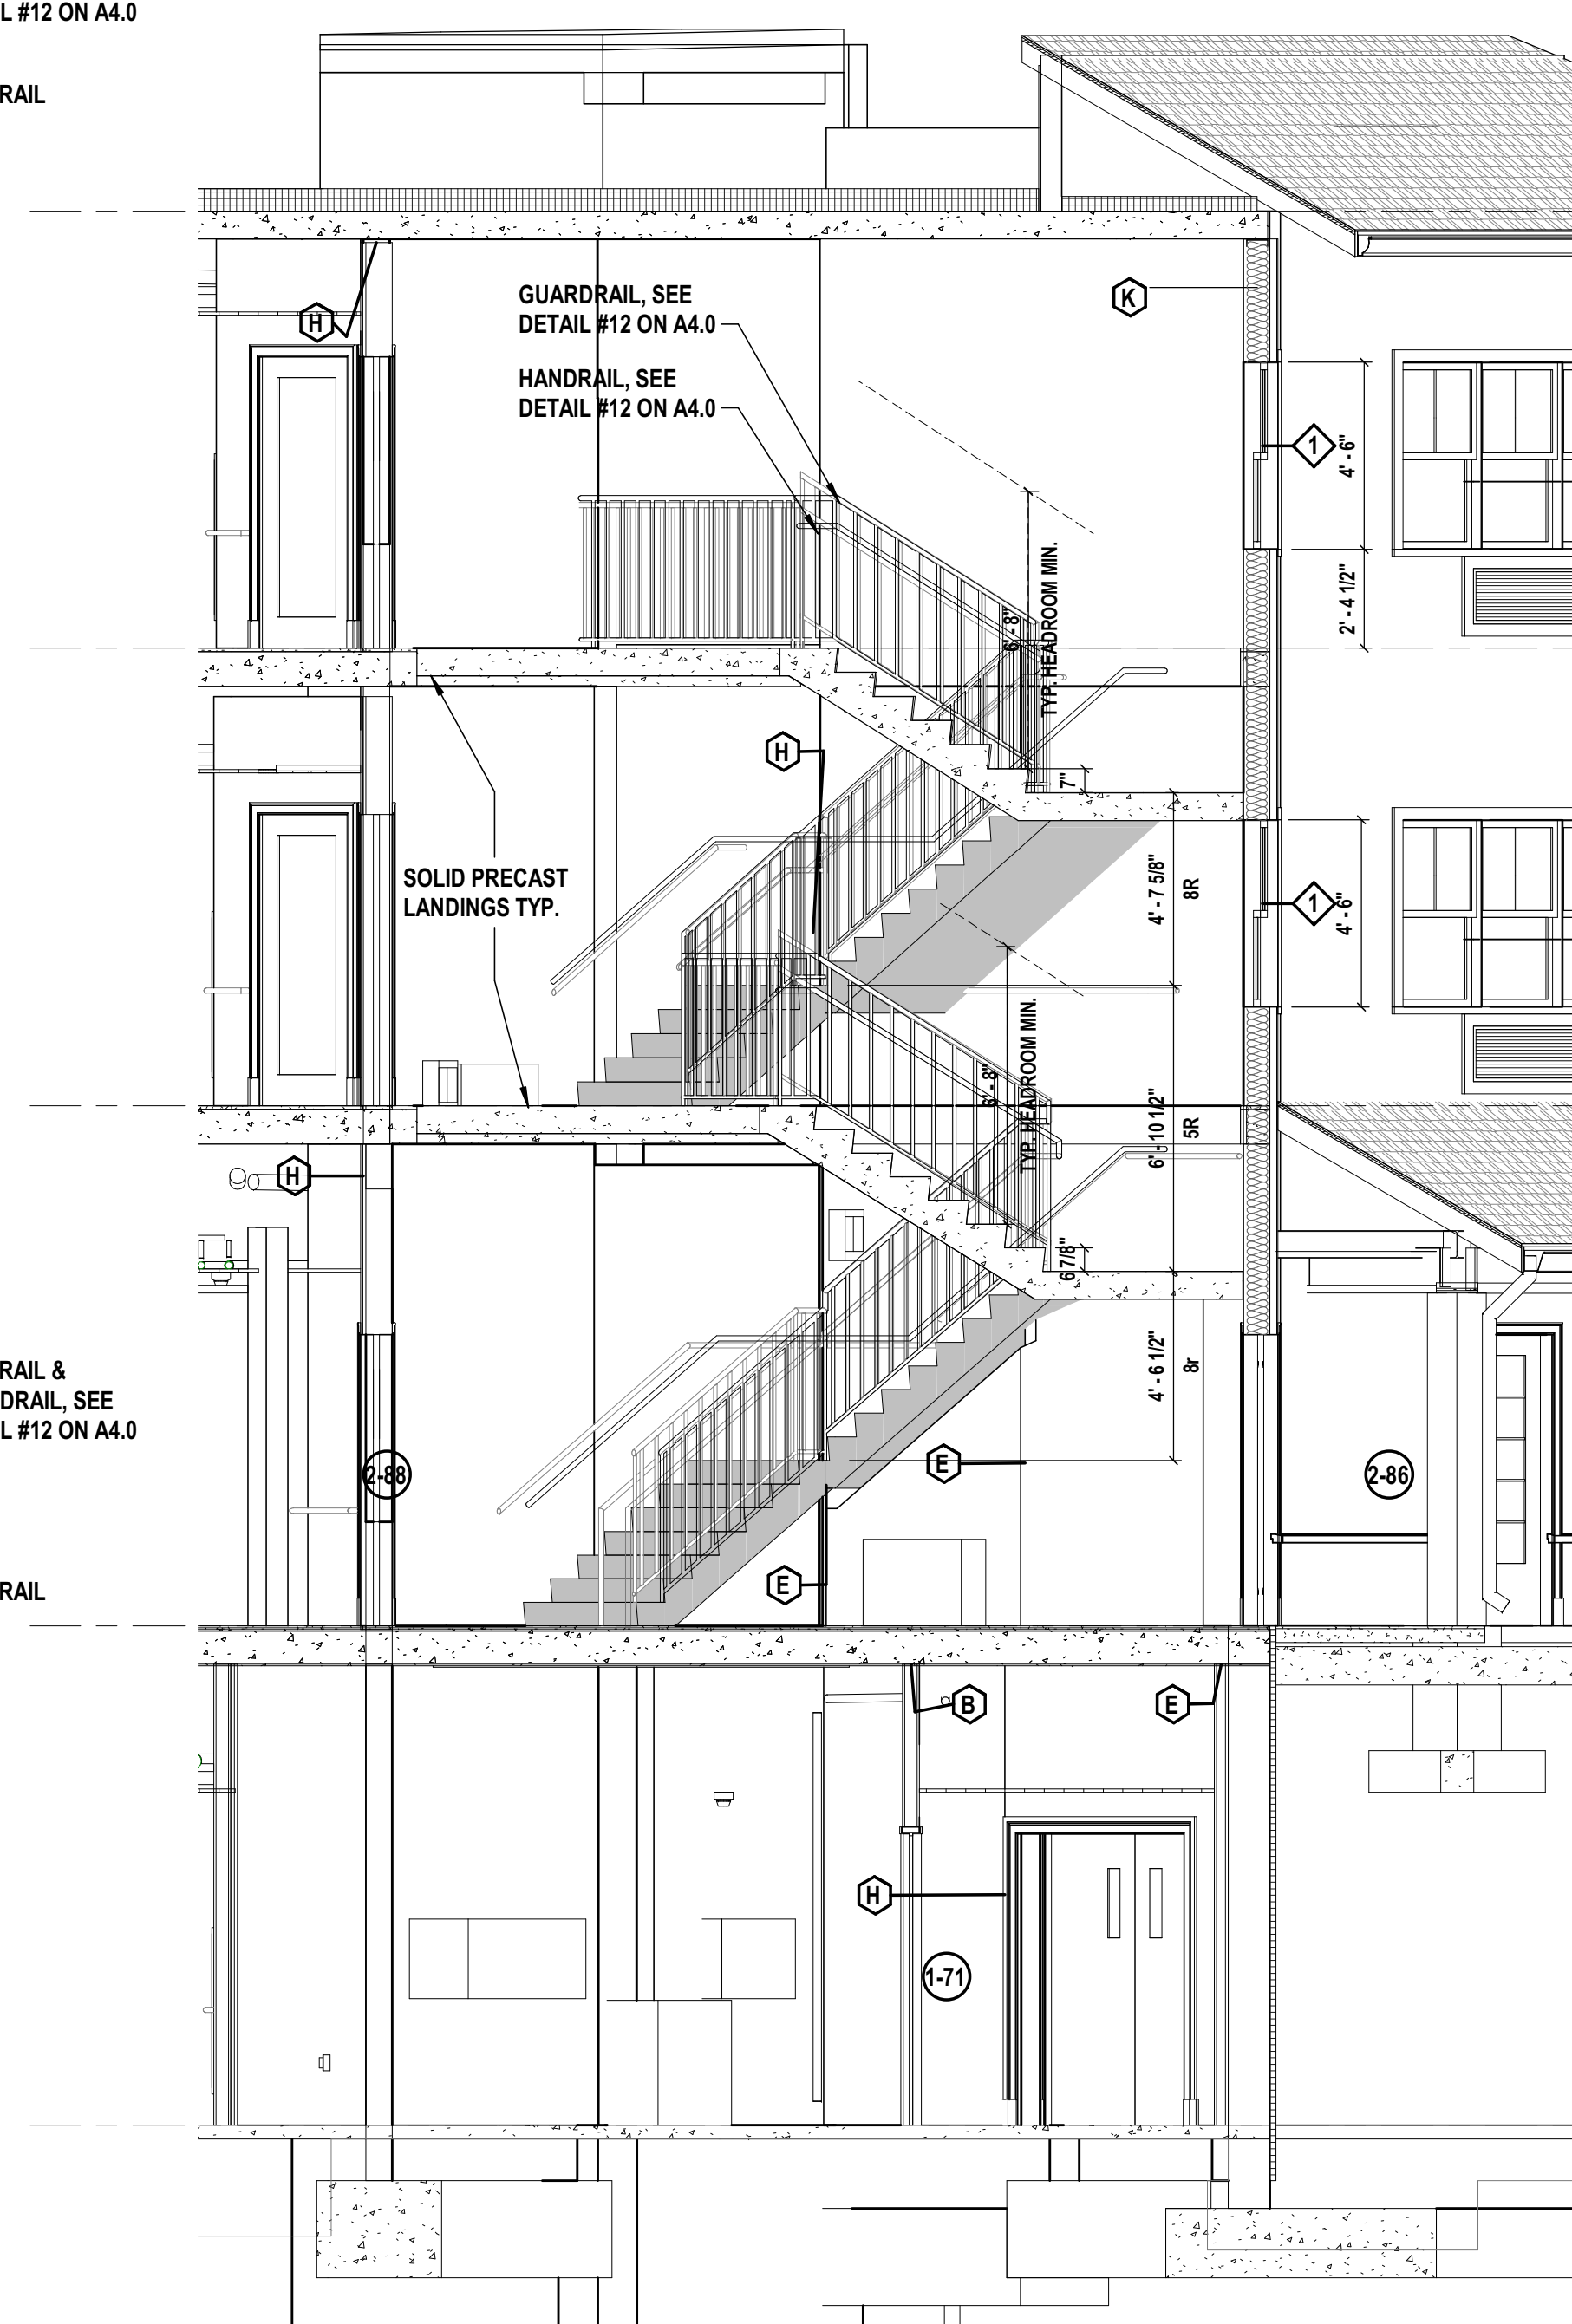 L #12 ON A4.0
RAIL
GUARDRAIL, SEE
DETAIL #12 ON A4.0
HANDRAIL, SEE
DETAIL #12 ON A4.0
H
K
1
4' - 6"
2' - 4 1/2"
6' - 8"
TYP. HEADROOM MIN.
H
7"
SOLID PRECAST
LANDINGS TYP.
4' - 7 5/8"
8R
1
4' - 6"
6' - 8"
TYP. HEADROOM MIN.
6' - 10 1/2"
5R
H
6 7/8"
4' - 6 1/2"
8r
RAIL &
DRAIL, SEE
L #12 ON A4.0
2-88
E
2-86
E
RAIL
B
E
H
1-71